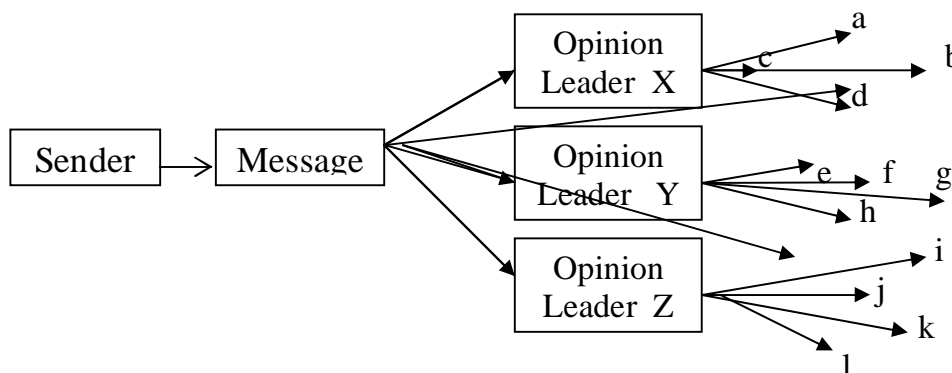 Sender
Message
Opinion
Leader X
a
b
c
d
Opinion
Leader Y
e
f
g
h
Opinion
Leader Z
i
j
k
l